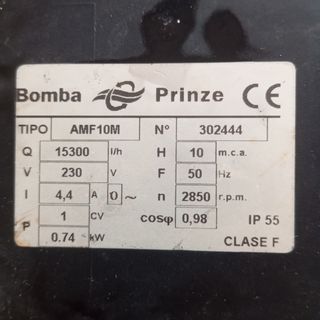 Bomba Prinze CE
TIPO AMF10M Nº 302444
Q 15300 l/h H 10 m.c.a.
V 230 F 50 Hz
I 4,4 A ~ n 2850 r.p.m.
P 1 CV cosφ 0,98 IP 55
0.74 kW CLASE F